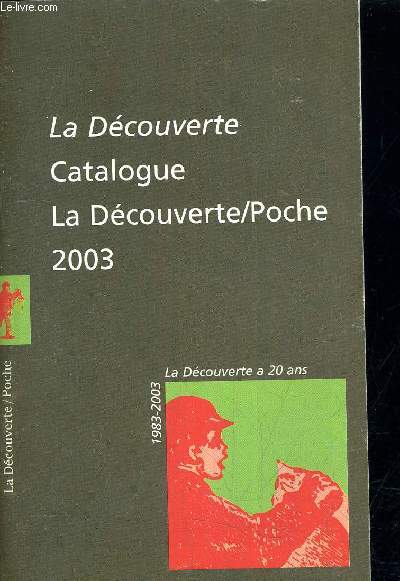 Le-livre.com
La Découverte
Catalogue
La Découverte/Poche
2003
La Découverte a 20 ans
1983-2003
La Découverte / Poche